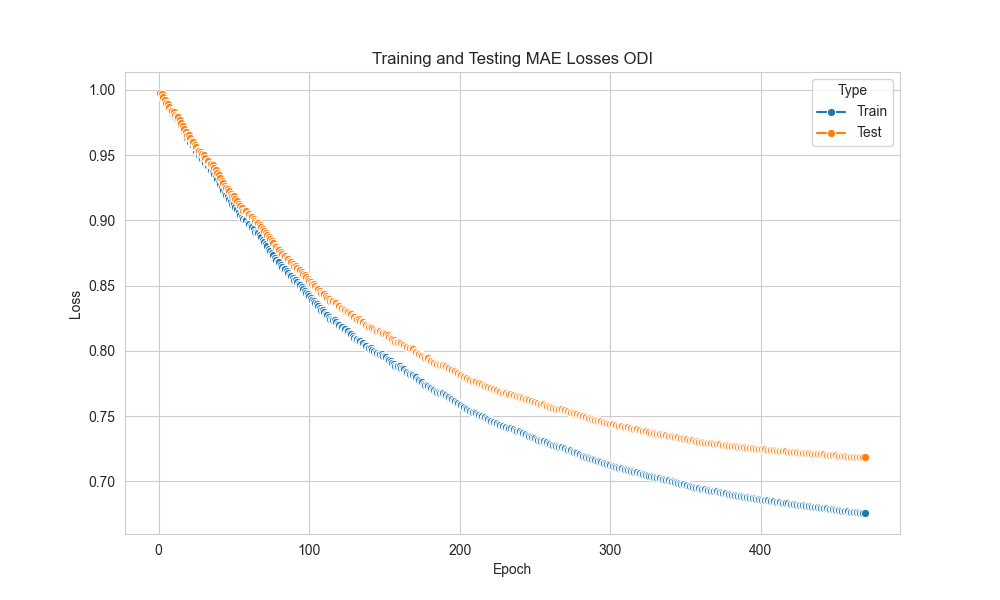 Training and Testing MAE Losses ODI
Type
Train
Test
Loss
1.00
0.95
0.90
0.85
0.80
0.75
0.70
0
100
200
300
400
Epoch